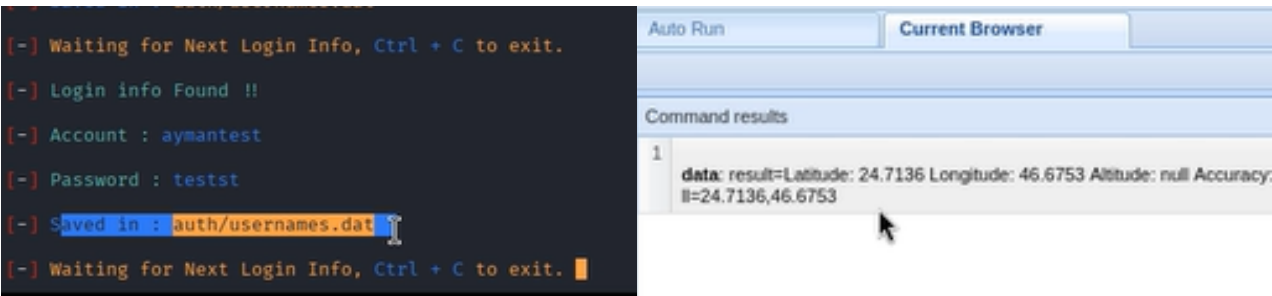 [-] Waiting for Next Login Info, Ctrl + C to exit.
[-] Login info Found !!
[-] Account : aymantest
[-] Password : testst
[-] Saved in : auth/usernames.dat
[-] Waiting for Next Login Info, Ctrl + C to exit.
Auto Run
Current Browser
Command results
1
data: result=Latitude: 24.7136 Longitude: 46.6753 Altitude: null Accuracy:
ll=24.7136,46.6753